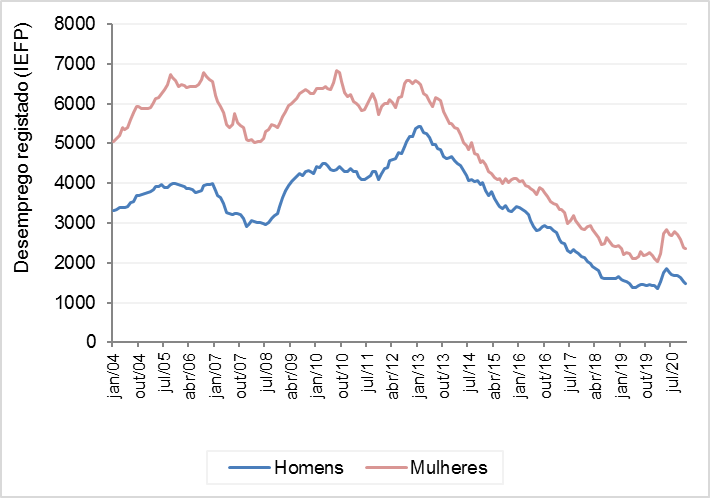 Desemprego registado (IEFP)
8000
7000
6000
5000
4000
3000
2000
1000
0
jan/04
out/04
jul/05
abr/06
jan/07
out/07
jul/08
abr/09
jan/10
out/10
jul/11
abr/12
jan/13
out/13
jul/14
abr/15
jan/16
out/16
jul/17
abr/18
jan/19
out/19
jul/20
Homens
Mulheres